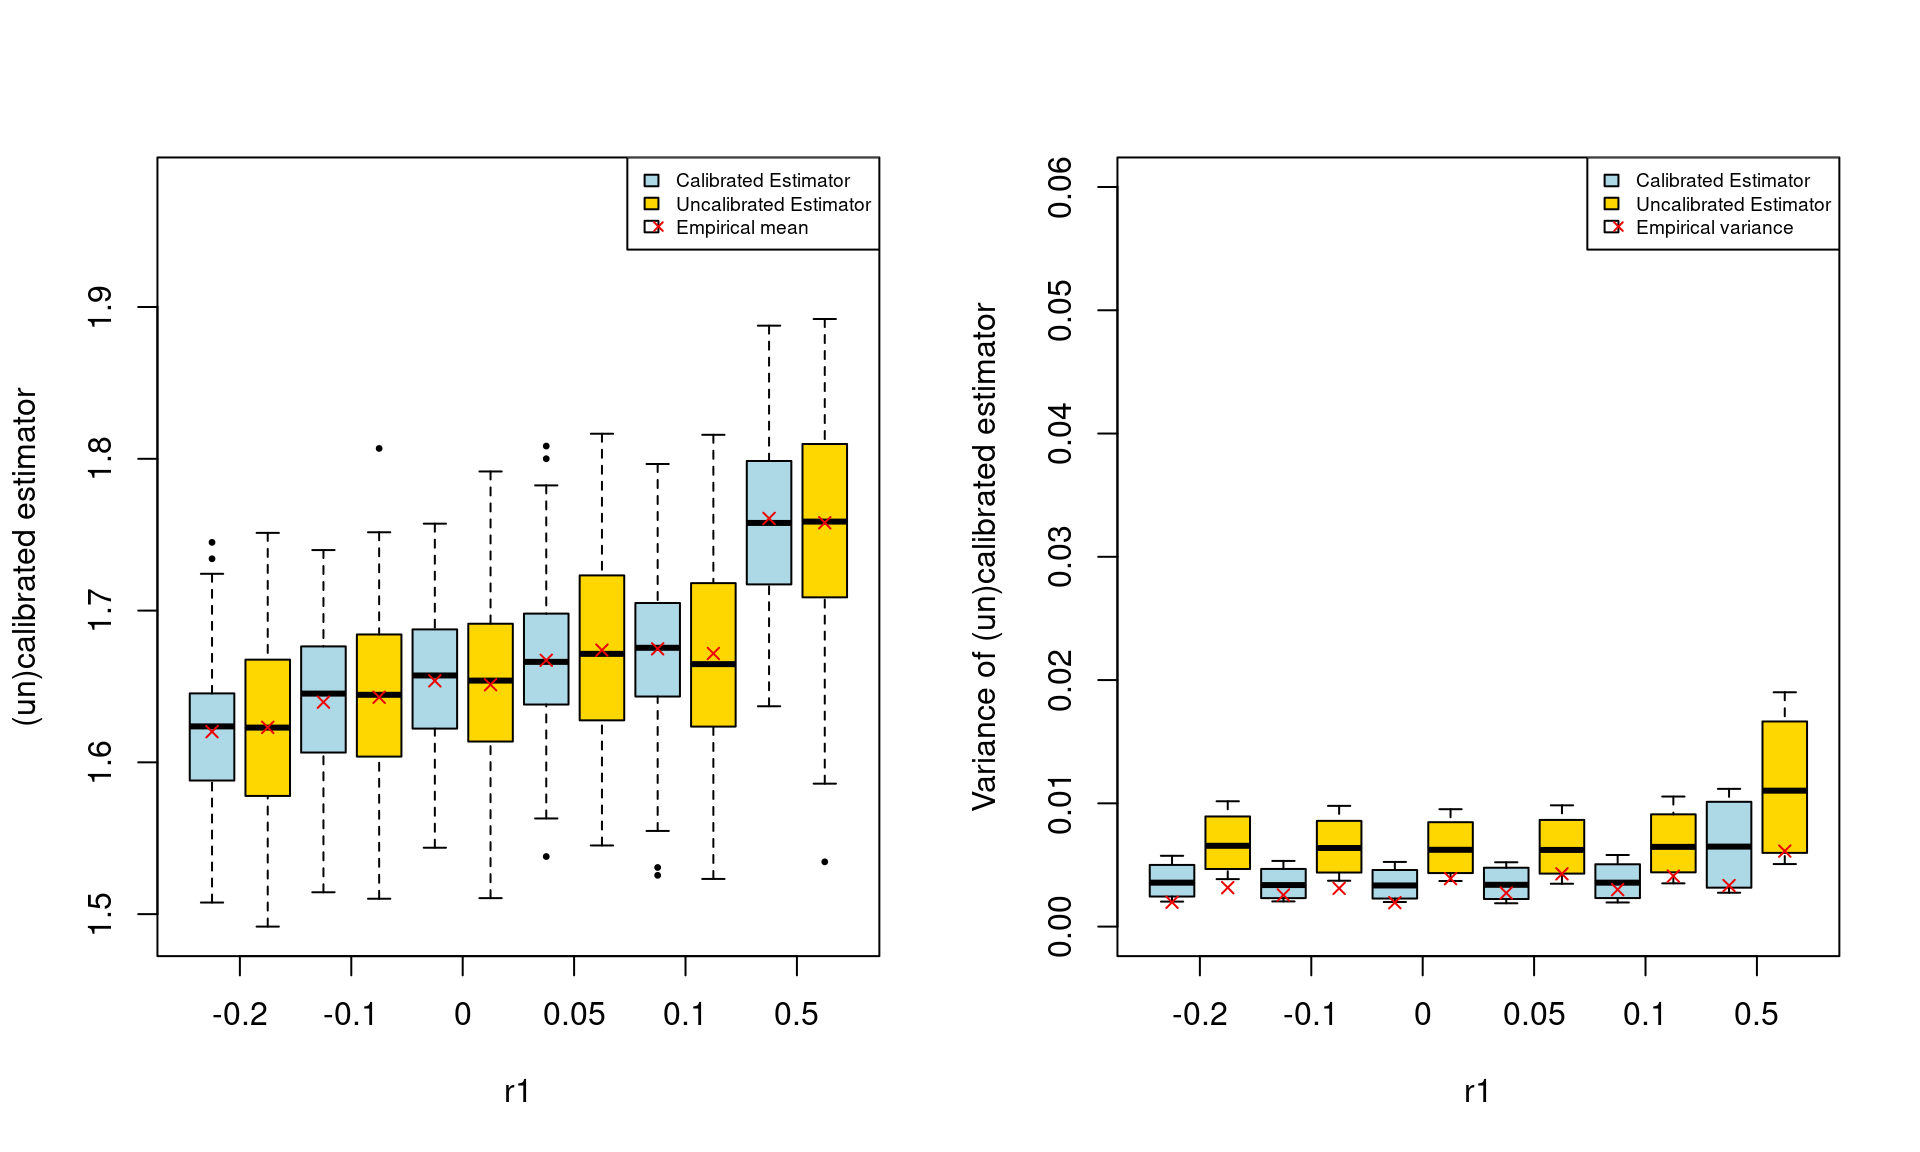 (un)calibrated estimator
1.9
1.8
1.7
1.6
1.5
Calibrated Estimator
Uncalibrated Estimator
Empirical mean
-0.2 -0.1 0 0.05 0.1 0.5
r1
Variance of (un)calibrated estimator
0.06
0.05
0.04
0.03
0.02
0.01
0.00
Calibrated Estimator
Uncalibrated Estimator
Empirical variance
-0.2 -0.1 0 0.05 0.1 0.5
r1